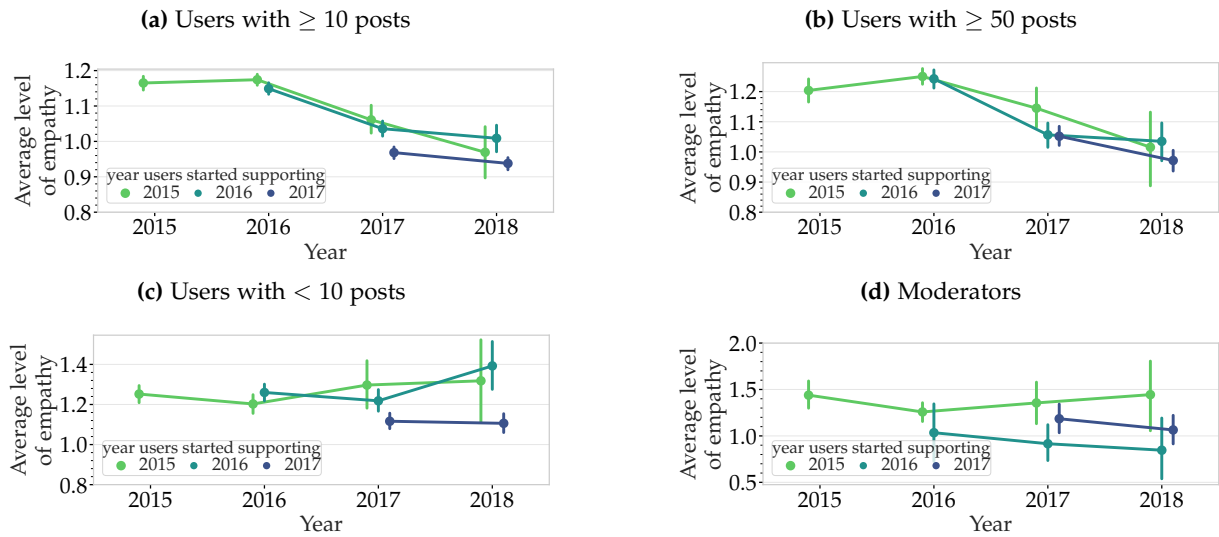 (a) Users with ≥ 10 posts
Average level
of empathy
1.2
1.1
1.0
0.9
0.8
year users started supporting
2015 2016 2017
2015 2016 2017 2018
Year
(b) Users with ≥ 50 posts
Average level
of empathy
1.2
1.1
1.0
0.9
0.8
year users started supporting
2015 2016 2017
2015 2016 2017 2018
Year
(c) Users with < 10 posts
Average level
of empathy
1.4
1.2
1.0
0.8
year users started supporting
2015 2016 2017
2015 2016 2017 2018
Year
(d) Moderators
Average level
of empathy
2.0
1.5
1.0
0.5
year users started supporting
2015 2016 2017
2015 2016 2017 2018
Year